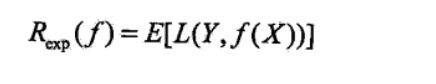 R_exp(f) = E[L(Y, f(X))]